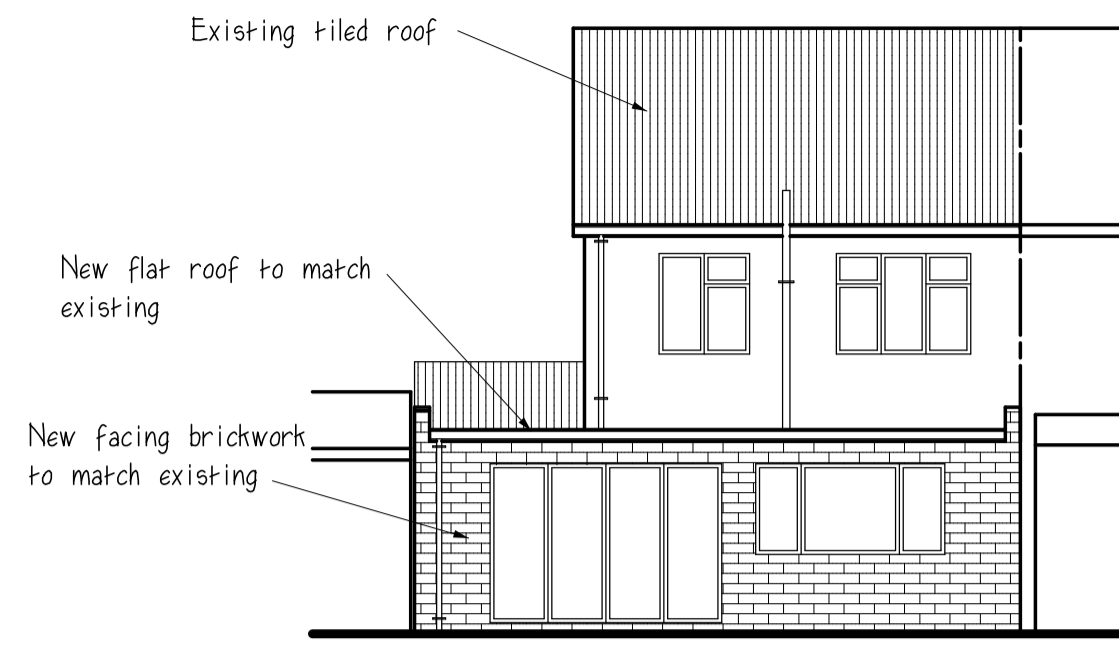 Existing tiled roof
New flat roof to match
existing
New facing brickwork
to match existing